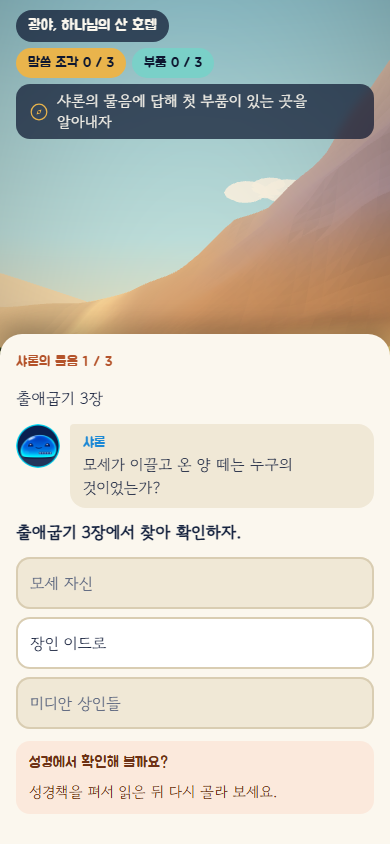 광야, 하나님의 산 호렙
말씀 조각 0 / 3
부품 0 / 3
샤론의 물음에 답해 첫 부품이 있는 곳을
알아내자
샤론의 물음 1 / 3
출애굽기 3장
샤론
모세가 이끌고 온 양 떼는 누구의
것이었는가?
출애굽기 3장에서 찾아 확인하자.
모세 자신
장인 이드로
미디안 상인들
성경에서 확인해 볼까요?
성경책을 펴서 읽은 뒤 다시 골라 보세요.